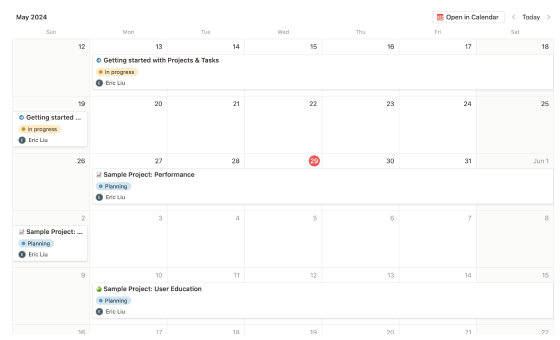 May 2024
Open in Calendar
Today
Sun Mon Tue Wed Thu Fri Sat
12 13 14 15 16 17 18
Getting started with Projects & Tasks
In progress
Eric Liu
19 20 21 22 23 24 25
Getting started ...
In progress
Eric Liu
26 27 28 29 30 31 Jun 1
Sample Project: Performance
Planning
Eric Liu
2 3 4 5 6 7 8
Sample Project: ...
Planning
Eric Liu
9 10 11 12 13 14 15
Sample Project: User Education
Planning
Eric Liu
16 17 18 19 20 21 22